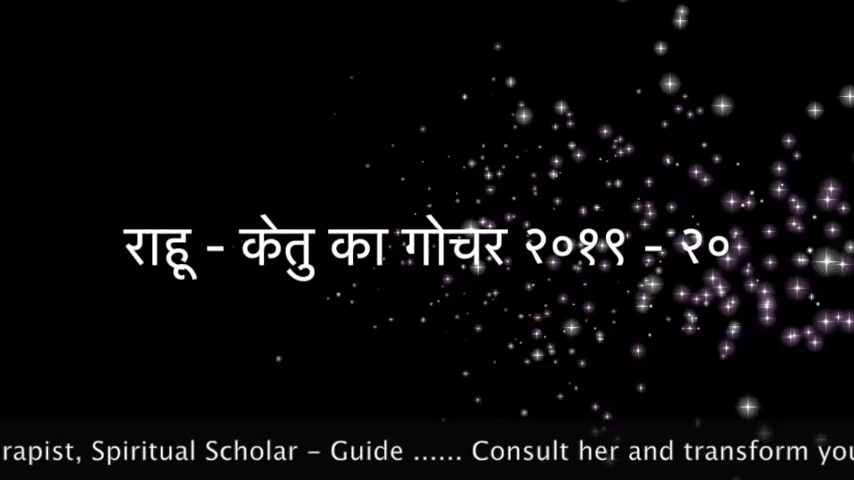 राहू - केतु का गोचर २०१९ - २०
rapist, Spiritual Scholar – Guide ...... Consult her and transform you